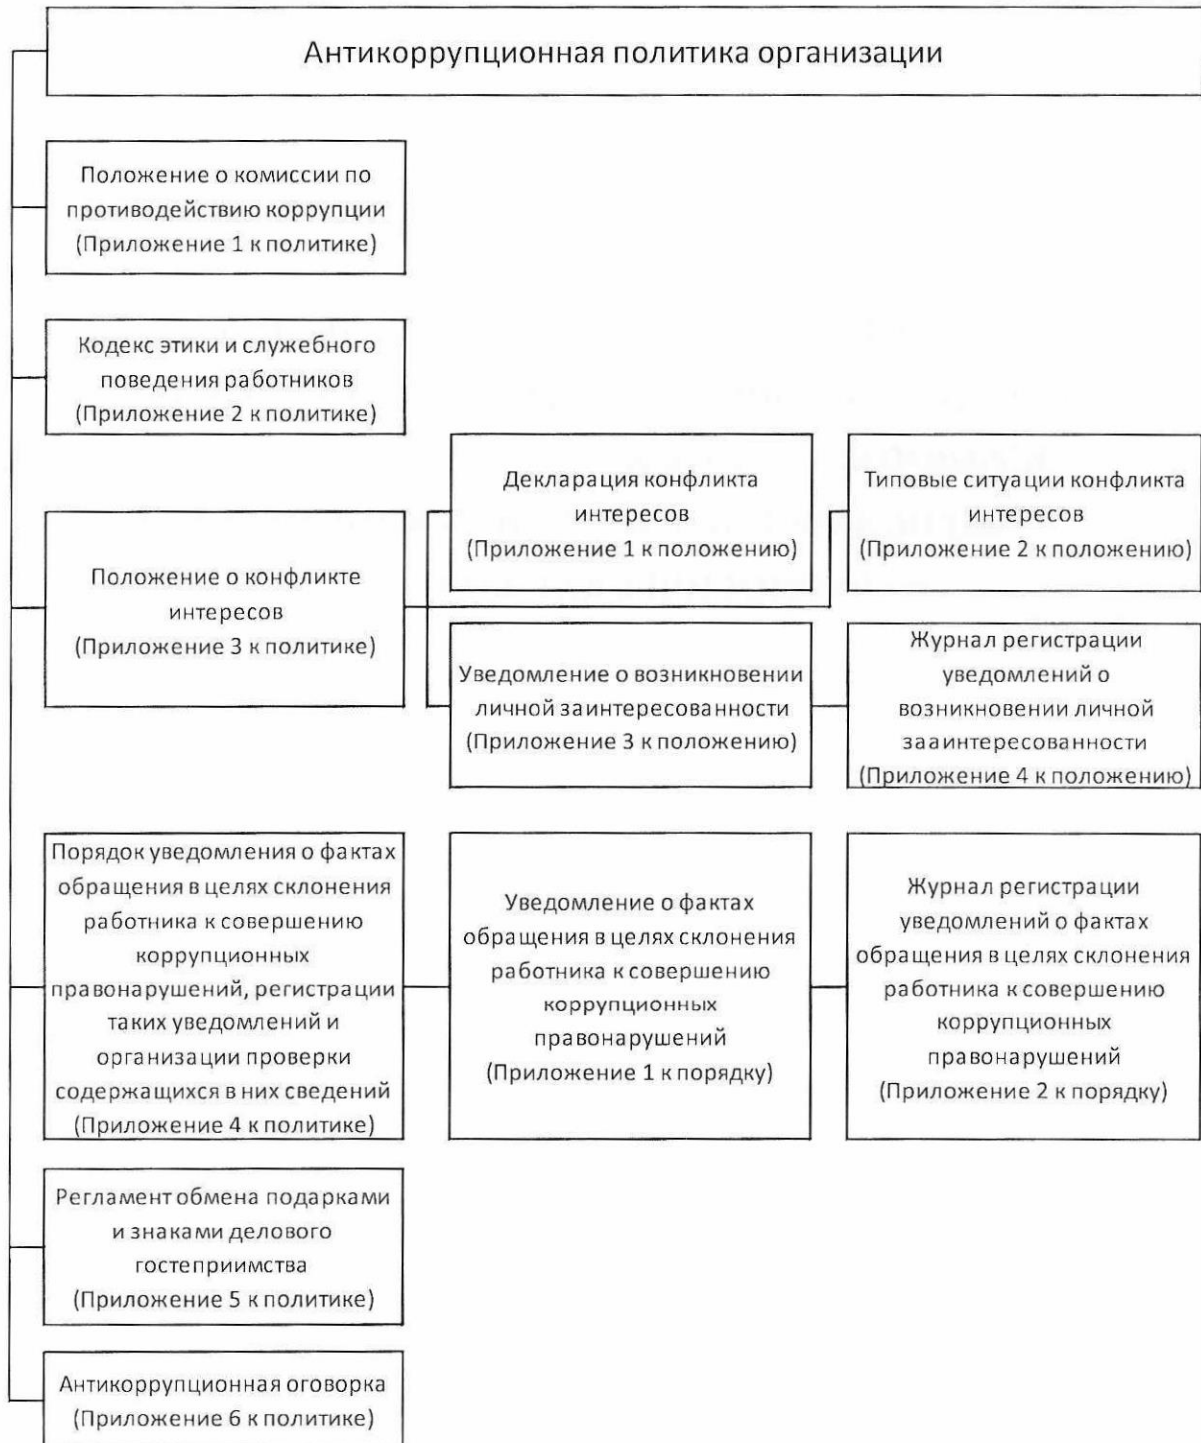 Антикоррупционная политика организации
Положение о комиссии по
противодействию коррупции
(Приложение 1 к политике)
Кодекс этики и служебного
поведения работников
(Приложение 2 к политике)
Положение о конфликте
интересов
(Приложение 3 к политике)
Декларация конфликта
интересов
(Приложение 1 к положению)
Типовые ситуации конфликта
интересов
(Приложение 2 к положению)
Уведомление о возникновении
личной заинтересованности
(Приложение 3 к положению)
Журнал регистрации
уведомлений о
возникновении личной
зааинтересованности
(Приложение 4 к положению)
Порядок уведомления о фактах
обращения в целях склонения
работника к совершению
коррупционных
правонарушений, регистрации
таких уведомлений и
организации проверки
содержащихся в них сведений
(Приложение 4 к политике)
Уведомление о фактах
обращения в целях склонения
работника к совершению
коррупционных
правонарушений
(Приложение 1 к порядку)
Журнал регистрации
уведомлений о фактах
обращения в целях склонения
работника к совершению
коррупционных
правонарушений
(Приложение 2 к порядку)
Регламент обмена подарками
и знаками делового
гостеприимства
(Приложение 5 к политике)
Антикоррупционная оговорка
(Приложение 6 к политике)